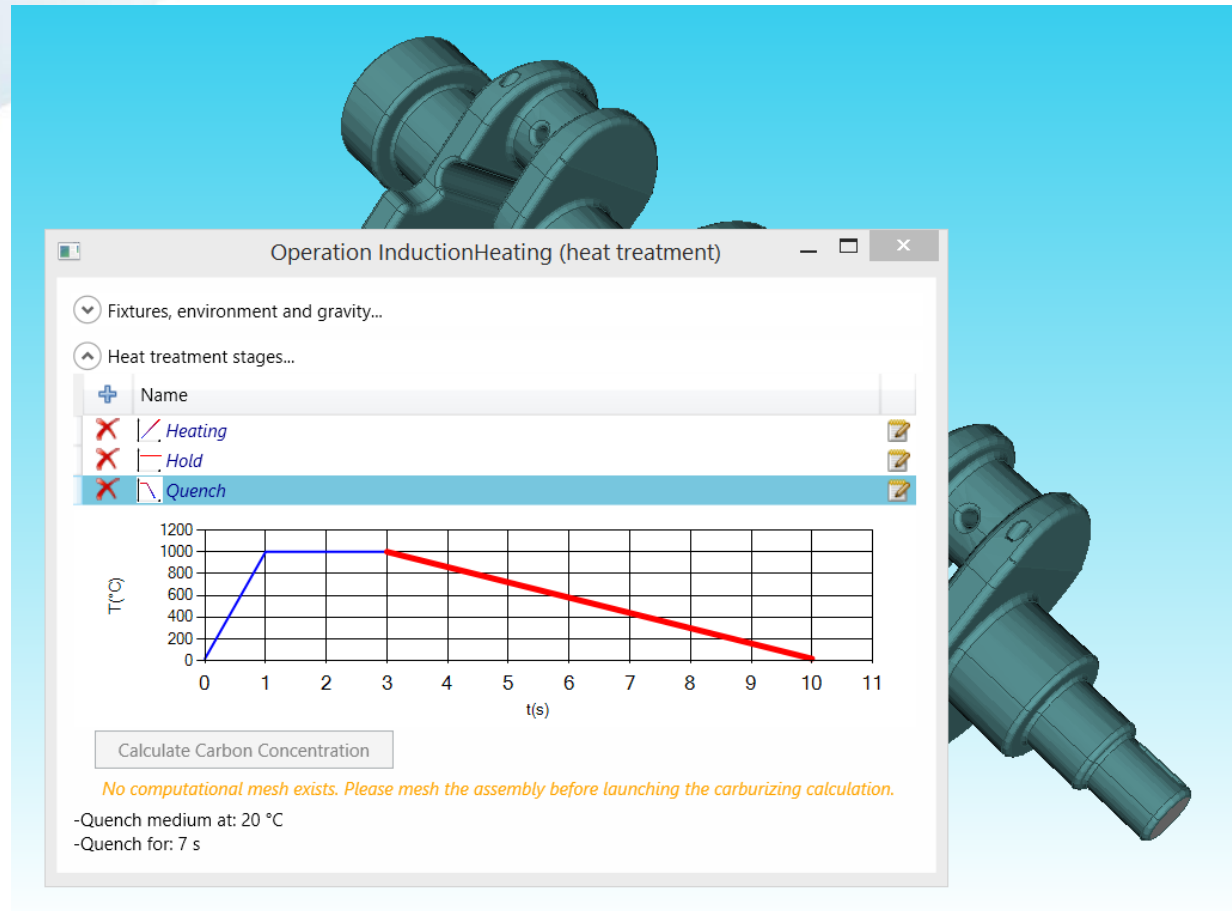 Operation InductionHeating (heat treatment)
Fixtures, environment and gravity...
Heat treatment stages...
Name
Heating
Hold
Quench
1200
1000
800
600
400
200
0
T(°C)
0 1 2 3 4 5 6 7 8 9 10 11
t(s)
Calculate Carbon Concentration
No computational mesh exists. Please mesh the assembly before launching the carburizing calculation.
-Quench medium at: 20 °C
-Quench for: 7 s